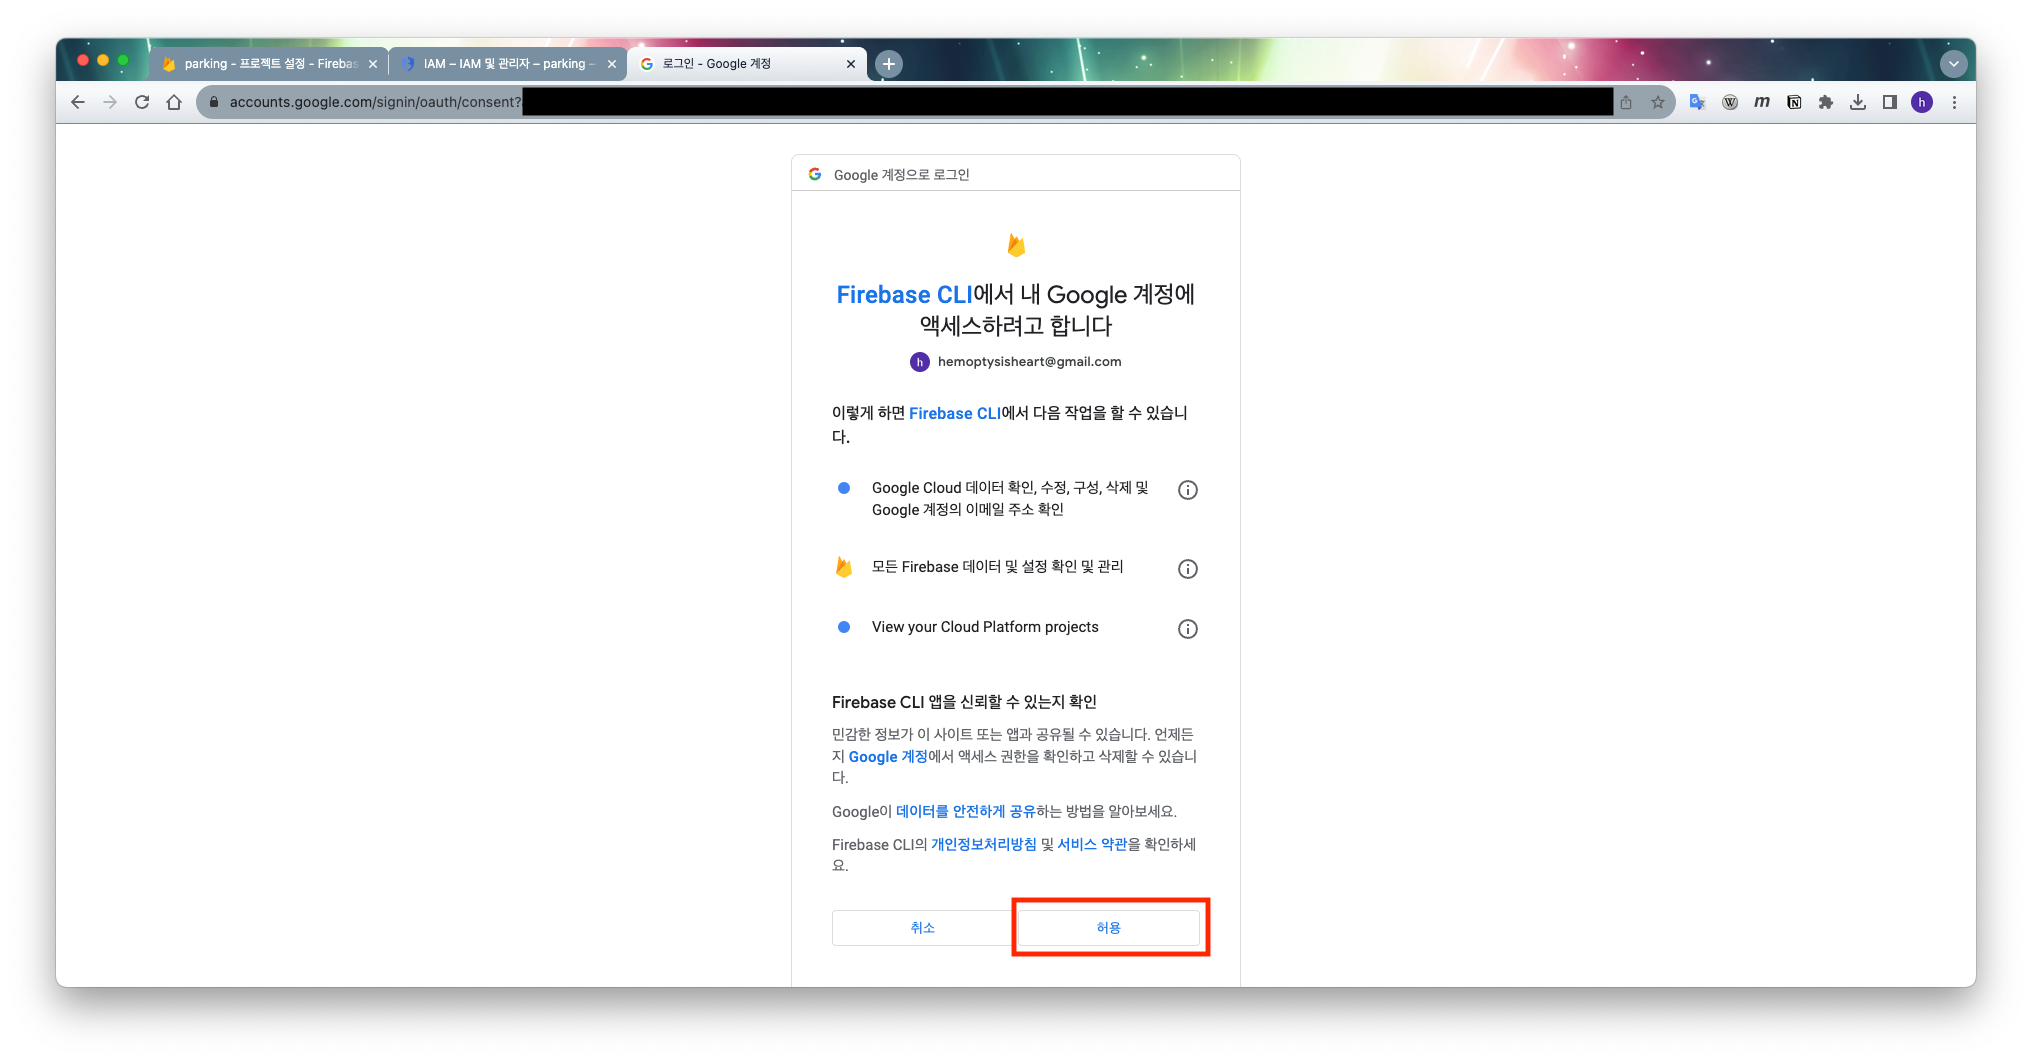 parking - 프로젝트 설정 - Firebas
IAM – IAM 및 관리자 – parking –
로그인 - Google 계정
accounts.google.com/signin/oauth/consent?
h
Google 계정으로 로그인
Firebase CLI에서 내 Google 계정에
액세스하려고 합니다
h hemoptysisheart@gmail.com
이렇게 하면 Firebase CLI에서 다음 작업을 할 수 있습니
다.
Google Cloud 데이터 확인, 수정, 구성, 삭제 및
Google 계정의 이메일 주소 확인
모든 Firebase 데이터 및 설정 확인 및 관리
View your Cloud Platform projects
Firebase CLI 앱을 신뢰할 수 있는지 확인
민감한 정보가 이 사이트 또는 앱과 공유될 수 있습니다. 언제든
지 Google 계정에서 액세스 권한을 확인하고 삭제할 수 있습니
다.
Google이 데이터를 안전하게 공유하는 방법을 알아보세요.
Firebase CLI의 개인정보처리방침 및 서비스 약관을 확인하세
요.
취소
허용